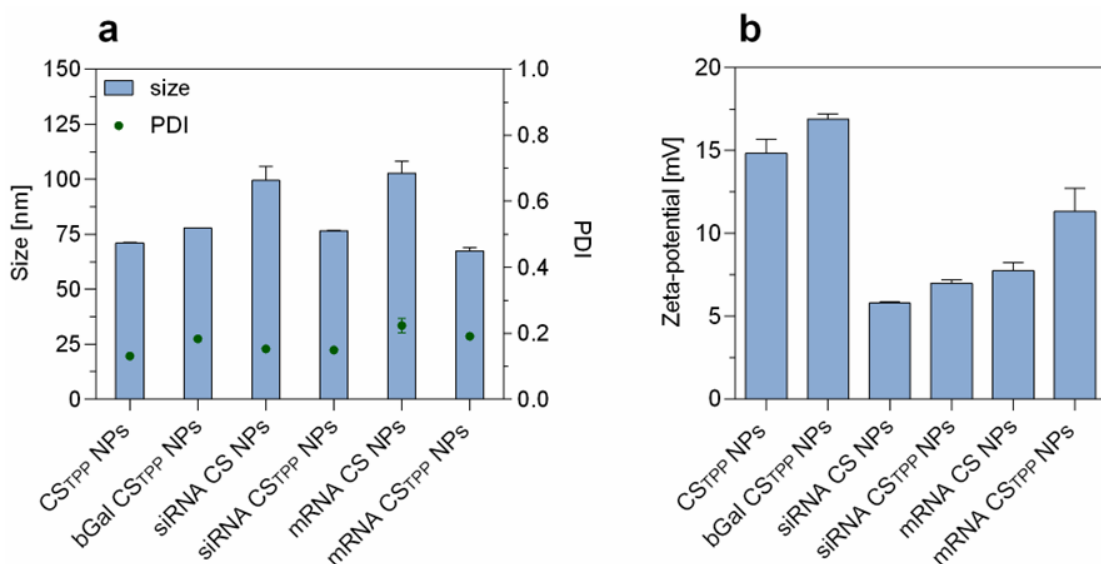 a
150
125
100
75
50
25
0
Size [nm]
size
PDI
1.0
0.8
0.6
0.4
0.2
0.0
PDI
CSTPP NPs
bGal CSTPP NPs
siRNA CS NPs
siRNA CSTPP NPs
mRNA CS NPs
mRNA CSTPP NPs
b
20
15
10
5
0
Zeta-potential [mV]
CSTPP NPs
bGal CSTPP NPs
siRNA CS NPs
siRNA CSTPP NPs
mRNA CS NPs
mRNA CSTPP NPs